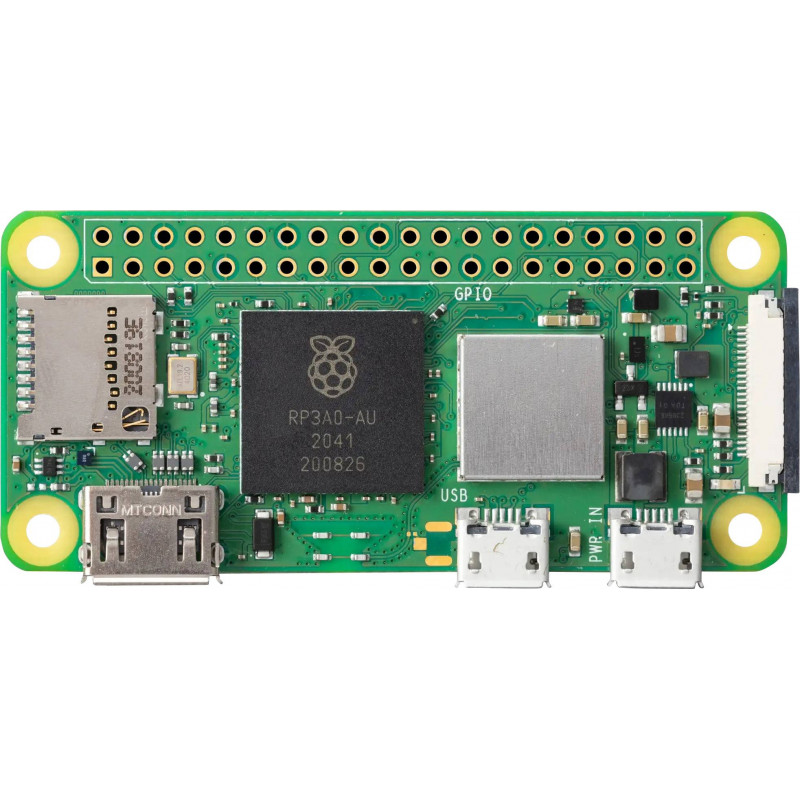 GPIO
200819E
RP3A0-AU
2041
200826
USB
MTCONN
PWR IN